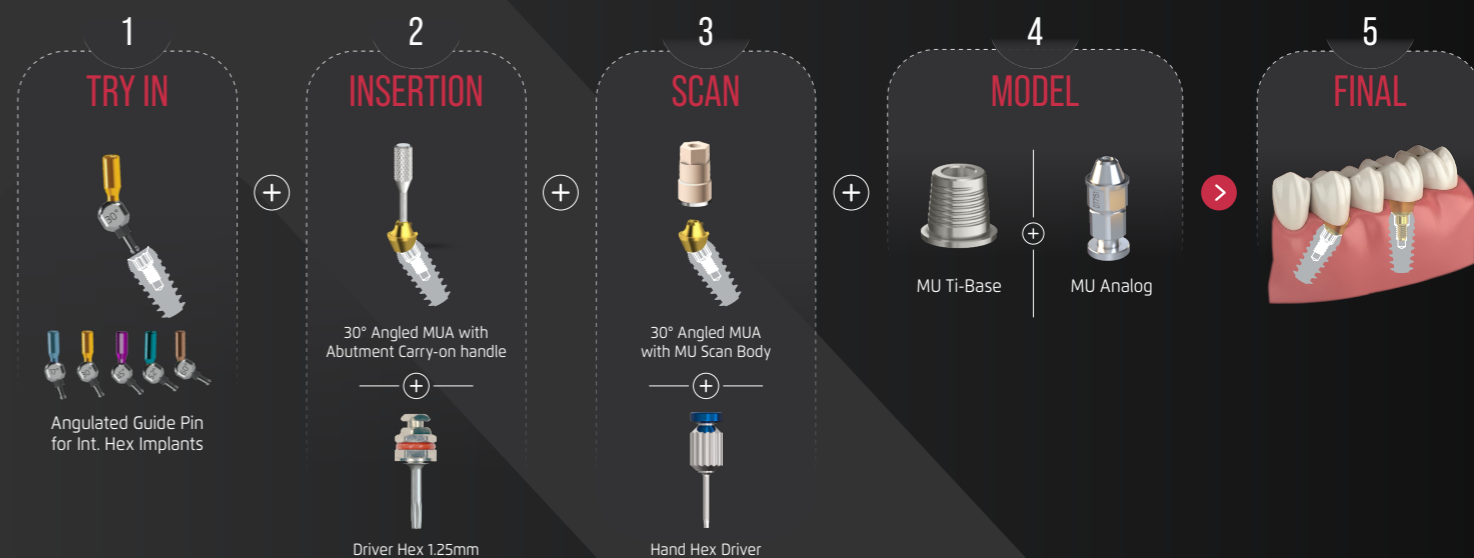 1
TRY IN
30°
Angulated Guide Pin
for Int. Hex Implants
2
INSERTION
30° Angled MUA with
Abutment Carry-on handle
Driver Hex 1.25mm
3
SCAN
30° Angled MUA
with MU Scan Body
Hand Hex Driver
4
MODEL
MU Ti-Base
MU Analog
5
FINAL